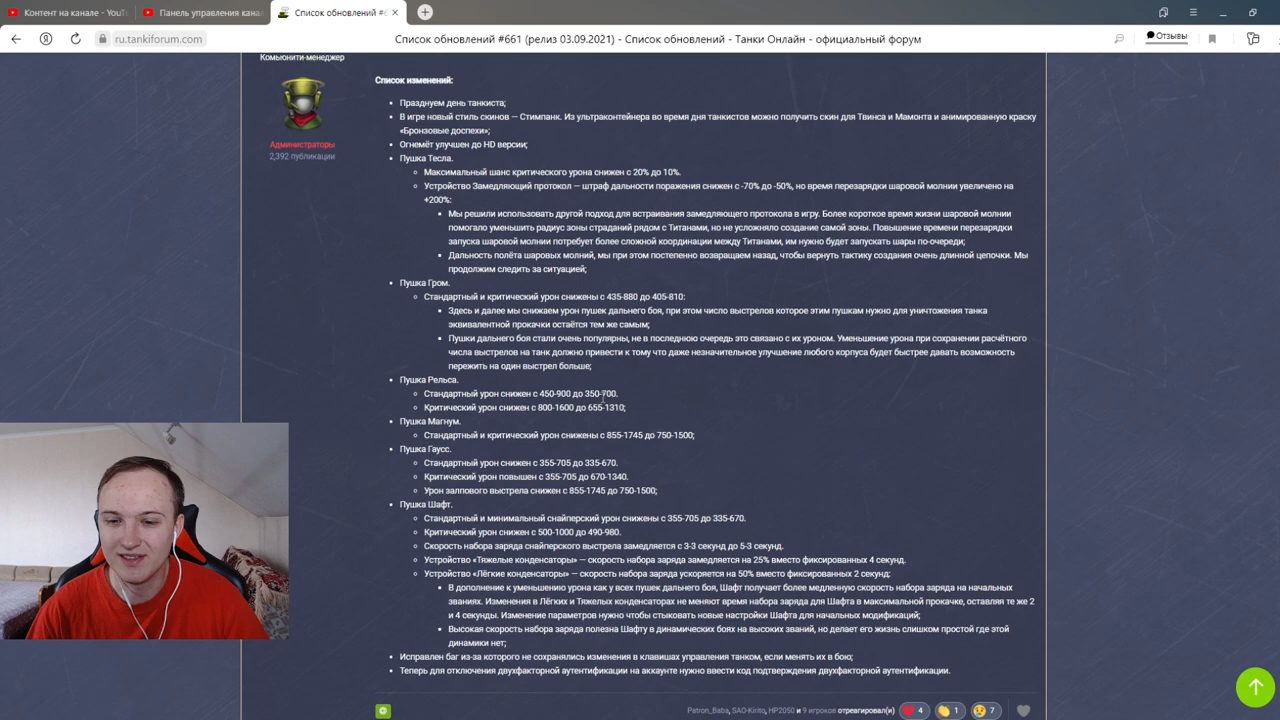 Контент на канале - YouTu
Панель управления канал
Список обновлений #6
ru.tankiforum.com
Список обновлений #661 (релиз 03.09.2021) - Список обновлений - Танки Онлайн - официальный форум
Отзывы
Комьюнити-менеджер
Администраторы
2,392 публикации
Список изменений:
Празднуем день танкиста;
В игре новый стиль скинов — Стимпанк. Из ультраконтейнера во время дня танкистов можно получить скин для Твинса и Мамонта и анимированную краску
«Бронзовые доспехи»;
Огнемёт улучшен до HD версии;
Пушка Тесла.
Максимальный шанс критического урона снижен с 20% до 10%.
Устройство Замедляющий протокол — штраф дальности поражения снижен с -70% до -50%, но время перезарядки шаровой молнии увеличено на
+200%:
Мы решили использовать другой подход для встраивания замедляющего протокола в игру. Более короткое время жизни шаровой молнии
помогало уменьшить радиус зоны страданий рядом с Титанами, но не усложняло создание самой зоны. Повышение времени перезарядки
запуска шаровой молнии потребует более сложной координации между Титанами, им нужно будет запускать шары по-очереди;
Дальность полёта шаровых молний, мы при этом постепенно возвращаем назад, чтобы вернуть тактику создания очень длинной цепочки. Мы
продолжим следить за ситуацией;
Пушка Гром.
Стандартный и критический урон снижены с 435-880 до 405-810:
Здесь и далее мы снижаем урон пушек дальнего боя, при этом число выстрелов которое этим пушкам нужно для уничтожения танка
эквивалентной прокачки остаётся тем же самым;
Пушки дальнего боя стали очень популярны, не в последнюю очередь это связано с их уроном. Уменьшение урона при сохранении расчётного
числа выстрелов на танк должно привести к тому что даже незначительное улучшение любого корпуса будет быстрее давать возможность
пережить на один выстрел больше;
Пушка Рельса.
Стандартный урон снижен с 450-900 до 350-700.
Критический урон снижен с 800-1600 до 655-1310;
Пушка Магнум.
Стандартный и критический урон снижены с 855-1745 до 750-1500;
Пушка Гаусс.
Стандартный урон снижен с 355-705 до 335-670.
Критический урон повышен с 355-705 до 670-1340.
Урон залпового выстрела снижен с 855-1745 до 750-1500;
Пушка Шафт.
Стандартный и минимальный снайперский урон снижены с 355-705 до 335-670.
Критический урон снижен с 500-1000 до 490-980.
Скорость набора заряда снайперского выстрела замедляется с 3-3 секунд до 5-3 секунд.
Устройство «Тяжелые конденсаторы» — скорость набора заряда замедляется на 25% вместо фиксированных 4 секунд.
Устройство «Лёгкие конденсаторы» — скорость набора заряда ускоряется на 50% вместо фиксированных 2 секунд:
В дополнение к уменьшению урона как у всех пушек дальнего боя, Шафт получает более медленную скорость набора заряда на начальных
званиях. Изменения в Лёгких и Тяжелых конденсаторах не меняют время набора заряда для Шафта в максимальной прокачке, оставляя те же 2
и 4 секунды. Изменение параметров нужно чтобы стыковать новые настройки Шафта для начальных модификаций;
Высокая скорость набора заряда полезна Шафту в динамических боях на высоких званий, но делает его жизнь слишком простой где этой
динамики нет;
Исправлен баг из-за которого не сохранялись изменения в клавишах управления танком, если менять их в бою;
Теперь для отключения двухфакторной аутентификации на аккаунте нужно ввести код подтверждения двухфакторной аутентификации.
Patron_Baba, SAO-Kirito, HP2050 и 9 игроков отреагировал(и) 4 1 7